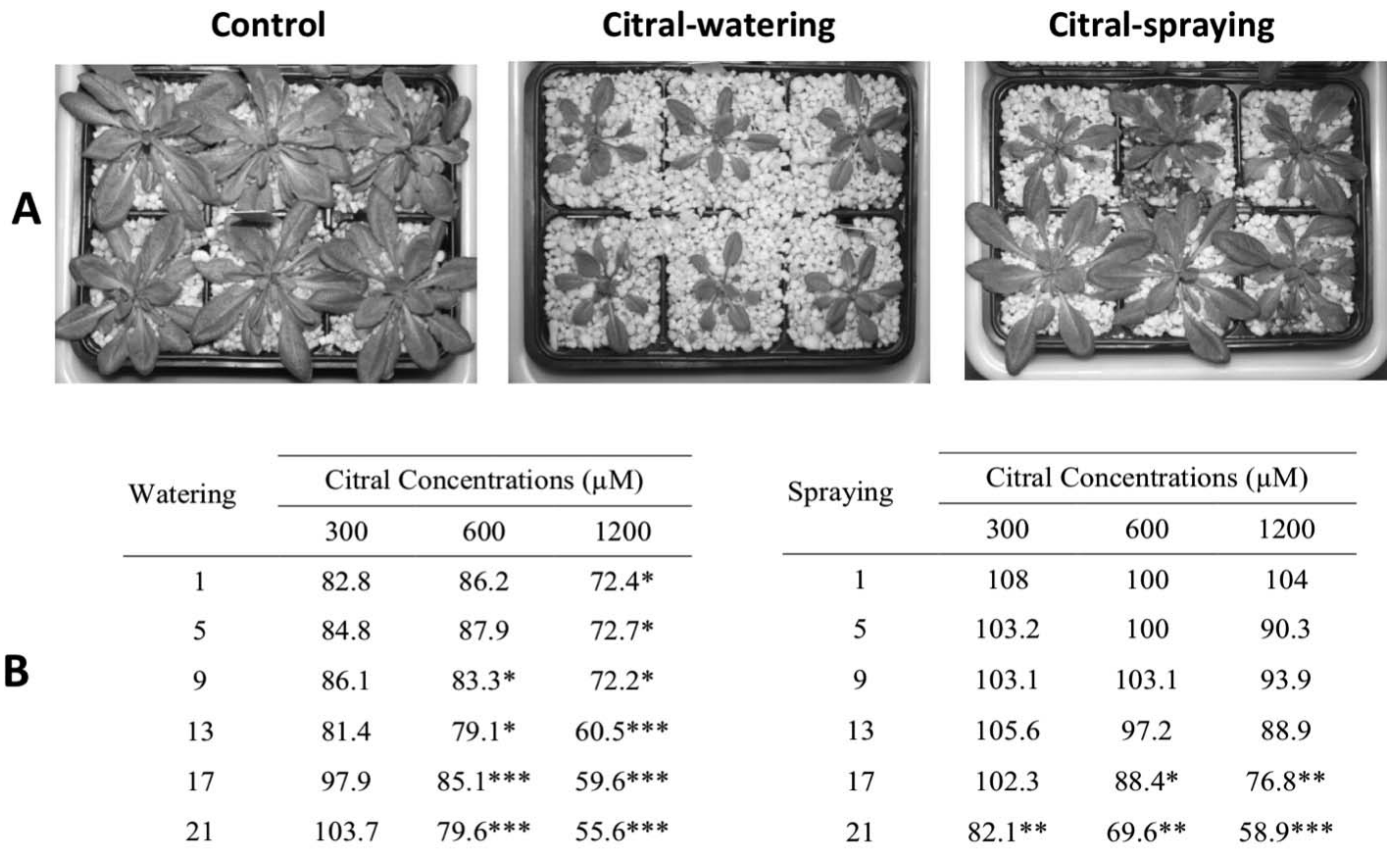 Control Citral-watering Citral-spraying
A
Watering Citral Concentrations (μM)
300 600 1200
1 82.8 86.2 72.4*
5 84.8 87.9 72.7*
9 86.1 83.3* 72.2*
13 81.4 79.1* 60.5***
17 97.9 85.1*** 59.6***
21 103.7 79.6*** 55.6***
Spraying Citral Concentrations (μM)
300 600 1200
1 108 100 104
5 103.2 100 90.3
9 103.1 103.1 93.9
13 105.6 97.2 88.9
17 102.3 88.4* 76.8**
21 82.1** 69.6** 58.9***
B